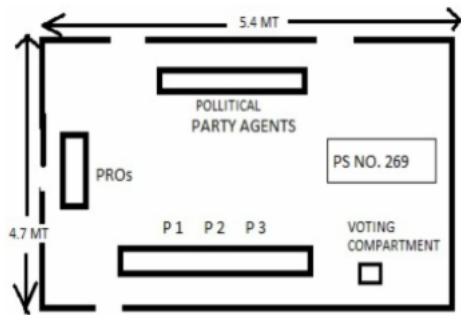 5.4 MT
POLLITICAL
PARTY AGENTS
PS NO. 269
PROs
P 1 P 2 P 3
VOTING
COMPARTMENT
4.7 MT